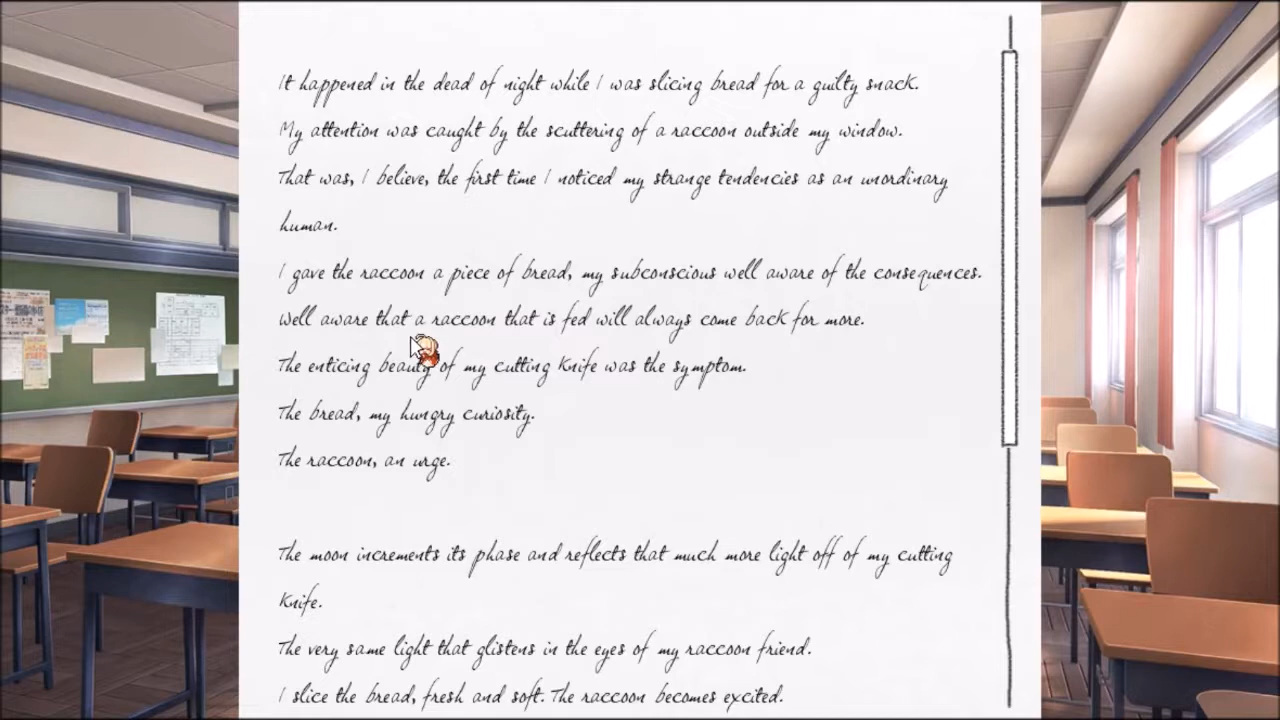 It happened in the dead of night while I was slicing bread for a guilty snack.
My attention was caught by the scuttering of a raccoon outside my window.
That was, I believe, the first time I noticed my strange tendencies as an unordinary
human.
I gave the raccoon a piece of bread, my subconscious well aware of the consequences.
Well aware that a raccoon that is fed will always come back for more.
The enticing beauty of my cutting knife was the symptom.
The bread, my hungry curiosity.
The raccoon, an urge.
The moon increments its phase and reflects that much more light off of my cutting
knife.
The very same light that glistens in the eyes of my raccoon friend.
I slice the bread, fresh and soft. The raccoon becomes excited.